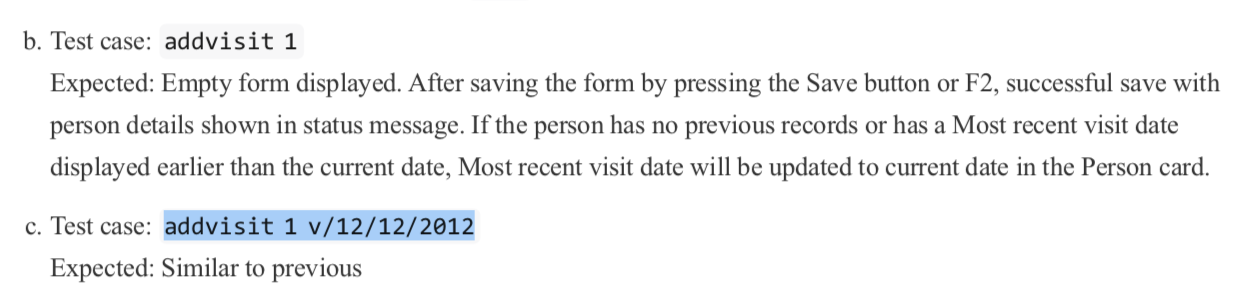 b. Test case: addvisit 1
Expected: Empty form displayed. After saving the form by pressing the Save button or F2, successful save with
person details shown in status message. If the person has no previous records or has a Most recent visit date
displayed earlier than the current date, Most recent visit date will be updated to current date in the Person card.
c. Test case: addvisit 1 v/12/12/2012
Expected: Similar to previous